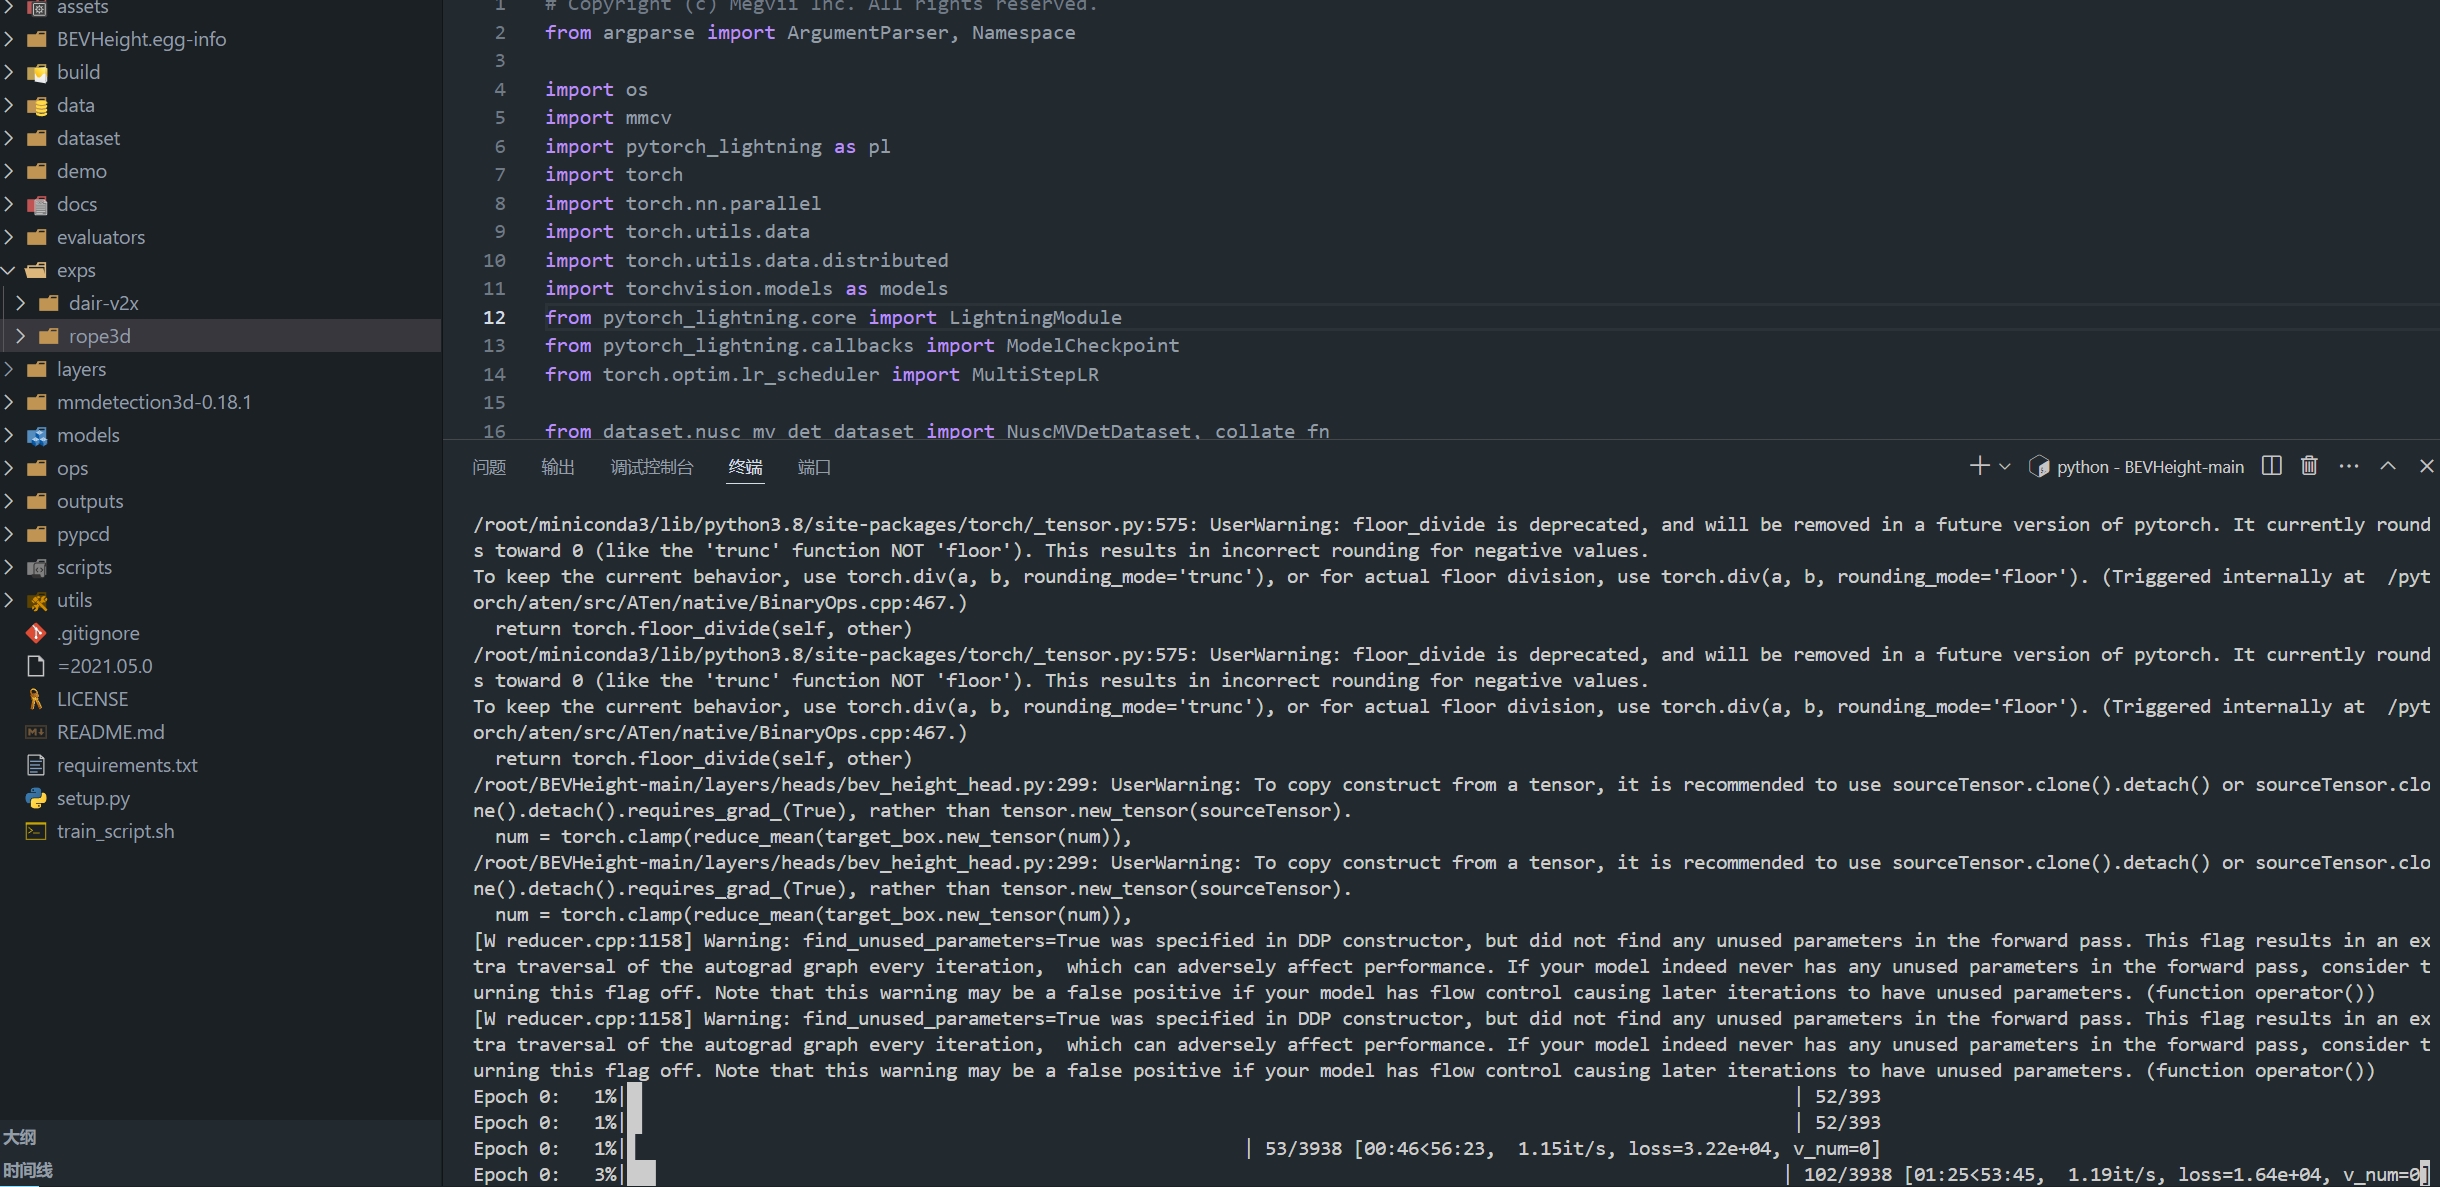 assets
BEVHeight.egg-info
build
data
dataset
demo
docs
evaluators
exps
dair-v2x
rope3d
layers
mmdetection3d-0.18.1
models
ops
outputs
pypcd
scripts
utils
.gitignore
=2021.05.0
LICENSE
README.md
requirements.txt
setup.py
train_script.sh
大纲
时间线
1 # Copyright (c) Megvii Inc. All rights reserved.
2 from argparse import ArgumentParser, Namespace
3
4 import os
5 import mmcv
6 import pytorch_lightning as pl
7 import torch
8 import torch.nn.parallel
9 import torch.utils.data
10 import torch.utils.data.distributed
11 import torchvision.models as models
12 from pytorch_lightning.core import LightningModule
13 from pytorch_lightning.callbacks import ModelCheckpoint
14 from torch.optim.lr_scheduler import MultiStepLR
15
16 from dataset.nusc_mv_det_dataset import NuscMVDetDataset, collate_fn
问题 输出 调试控制台 终端 端口 python - BEVHeight-main
/root/miniconda3/lib/python3.8/site-packages/torch/_tensor.py:575: UserWarning: floor_divide is deprecated, and will be removed in a future version of pytorch. It currently round
s toward 0 (like the 'trunc' function NOT 'floor'). This results in incorrect rounding for negative values.
To keep the current behavior, use torch.div(a, b, rounding_mode='trunc'), or for actual floor division, use torch.div(a, b, rounding_mode='floor'). (Triggered internally at  /pyt
orch/aten/src/ATen/native/BinaryOps.cpp:467.)
  return torch.floor_divide(self, other)
/root/miniconda3/lib/python3.8/site-packages/torch/_tensor.py:575: UserWarning: floor_divide is deprecated, and will be removed in a future version of pytorch. It currently round
s toward 0 (like the 'trunc' function NOT 'floor'). This results in incorrect rounding for negative values.
To keep the current behavior, use torch.div(a, b, rounding_mode='trunc'), or for actual floor division, use torch.div(a, b, rounding_mode='floor'). (Triggered internally at  /pyt
orch/aten/src/ATen/native/BinaryOps.cpp:467.)
  return torch.floor_divide(self, other)
/root/BEVHeight-main/layers/heads/bev_height_head.py:299: UserWarning: To copy construct from a tensor, it is recommended to use sourceTensor.clone().detach() or sourceTensor.clo
ne().detach().requires_grad_(True), rather than tensor.new_tensor(sourceTensor).
  num = torch.clamp(reduce_mean(target_box.new_tensor(num)),
/root/BEVHeight-main/layers/heads/bev_height_head.py:299: UserWarning: To copy construct from a tensor, it is recommended to use sourceTensor.clone().detach() or sourceTensor.clo
ne().detach().requires_grad_(True), rather than tensor.new_tensor(sourceTensor).
  num = torch.clamp(reduce_mean(target_box.new_tensor(num)),
[W reducer.cpp:1158] Warning: find_unused_parameters=True was specified in DDP constructor, but did not find any unused parameters in the forward pass. This flag results in an ex
tra traversal of the autograd graph every iteration,  which can adversely affect performance. If your model indeed never has any unused parameters in the forward pass, consider t
urning this flag off. Note that this warning may be a false positive if your model has flow control causing later iterations to have unused parameters. (function operator())
[W reducer.cpp:1158] Warning: find_unused_parameters=True was specified in DDP constructor, but did not find any unused parameters in the forward pass. This flag results in an ex
tra traversal of the autograd graph every iteration,  which can adversely affect performance. If your model indeed never has any unused parameters in the forward pass, consider t
urning this flag off. Note that this warning may be a false positive if your model has flow control causing later iterations to have unused parameters. (function operator())
Epoch 0:   1%| | 52/393
Epoch 0:   1%| | 52/393
Epoch 0:   1%| | 53/3938 [00:46<56:23,  1.15it/s, loss=3.22e+04, v_num=0]
Epoch 0:   3%| | 102/3938 [01:25<53:45,  1.19it/s, loss=1.64e+04, v_num=0]